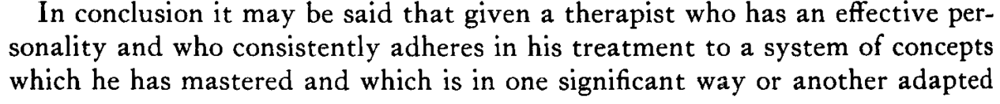 In conclusion it may be said that given a therapist who has an effective per-
sonality and who consistently adheres in his treatment to a system of concepts
which he has mastered and which is in one significant way or another adapted